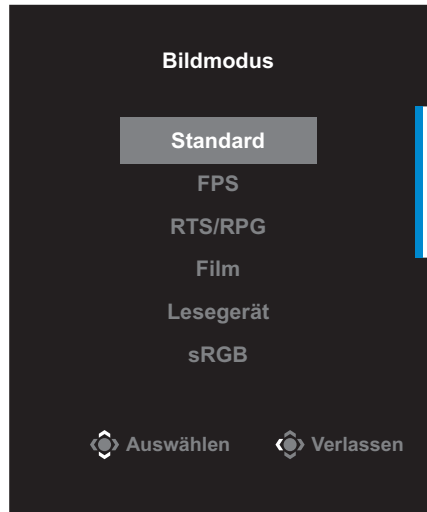 Bildmodus
Standard
FPS
RTS/RPG
Film
Lesegerät
sRGB
Auswählen Verlassen